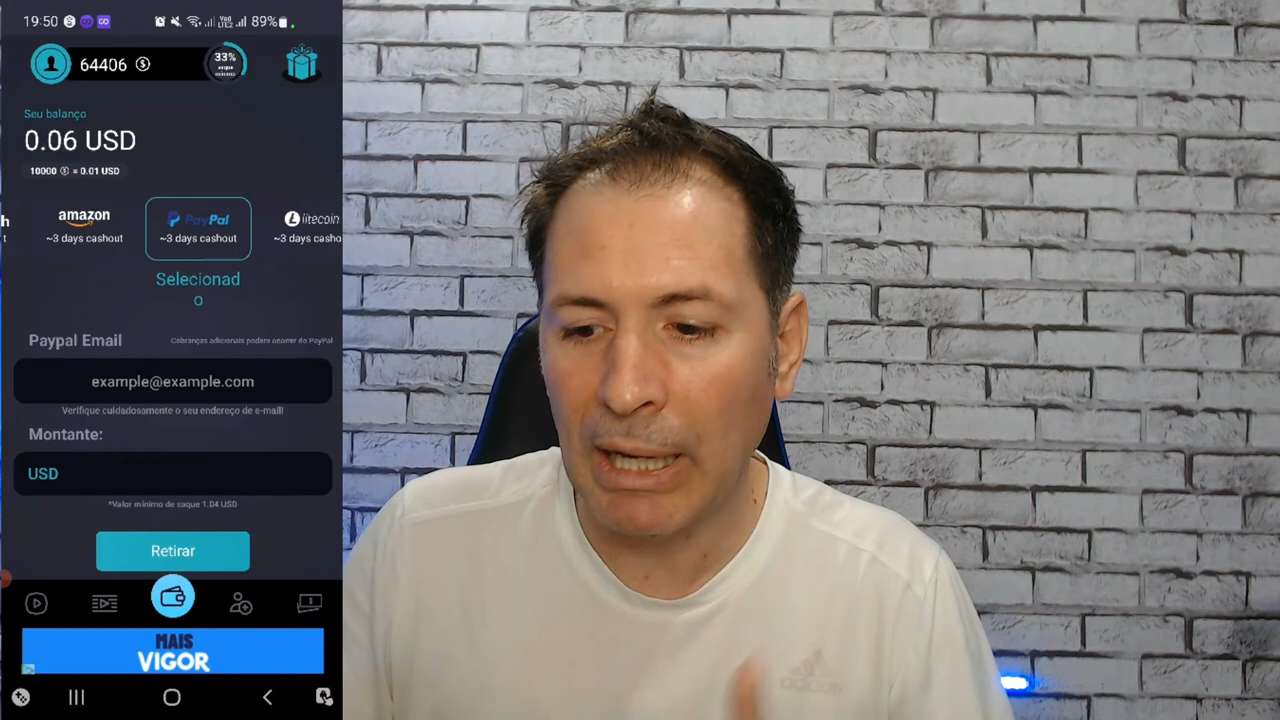 19:50
89%
64406
33%
Seu balanço
0.06 USD
10000 = 0.01 USD
h
amazon
PayPal
litecoin
t
~3 days cashout
~3 days cashout
~3 days casho
Selecionad
o
Paypal Email
Cobranças adicionais podem ocorrer do PayPal
example@example.com
Verifique cuidadosamente o seu endereço de e-mail!
Montante:
USD
*Valor mínimo de saque 1.04 USD
Retirar
MAIS
VIGOR
adidas